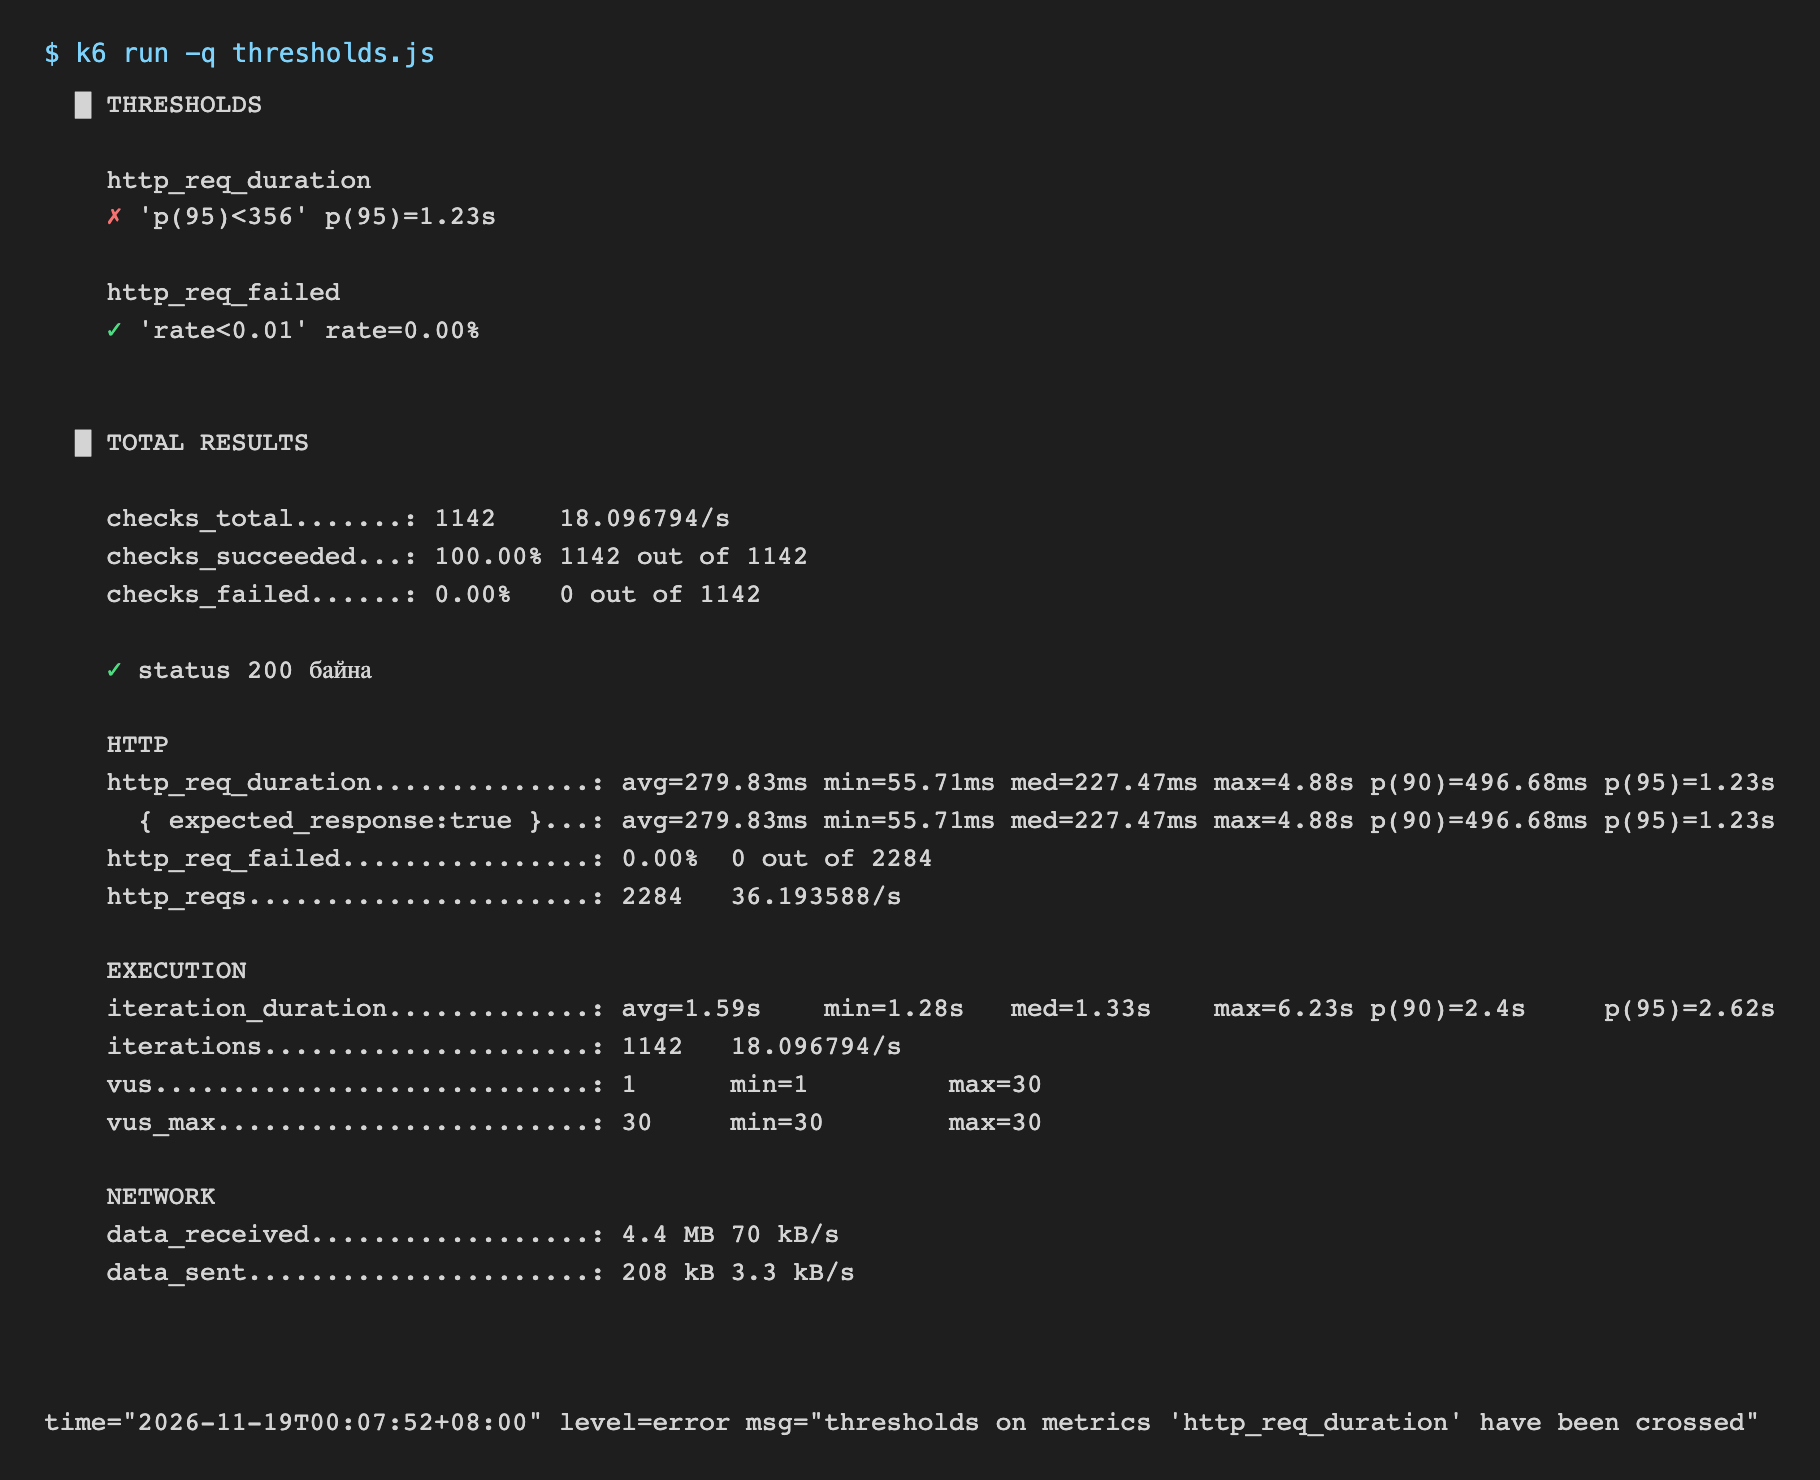 $ k6 run -q thresholds.js
█ THRESHOLDS
http_req_duration
✗ 'p(95)<356' p(95)=1.23s
http_req_failed
✓ 'rate<0.01' rate=0.00%
█ TOTAL RESULTS
checks_total.......: 1142    18.096794/s
checks_succeeded...: 100.00% 1142 out of 1142
checks_failed......: 0.00%   0 out of 1142
✓ status 200 байна
HTTP
http_req_duration..............: avg=279.83ms min=55.71ms med=227.47ms max=4.88s p(90)=496.68ms p(95)=1.23s
{ expected_response:true }...: avg=279.83ms min=55.71ms med=227.47ms max=4.88s p(90)=496.68ms p(95)=1.23s
http_req_failed................: 0.00%  0 out of 2284
http_reqs......................: 2284   36.193588/s
EXECUTION
iteration_duration.............: avg=1.59s    min=1.28s   med=1.33s    max=6.23s p(90)=2.4s     p(95)=2.62s
iterations.....................: 1142   18.096794/s
vus............................: 1      min=1         max=30
vus_max........................: 30     min=30        max=30
NETWORK
data_received..................: 4.4 MB 70 kB/s
data_sent......................: 208 kB 3.3 kB/s
time="2026-11-19T00:07:52+08:00" level=error msg="thresholds on metrics 'http_req_duration' have been crossed"